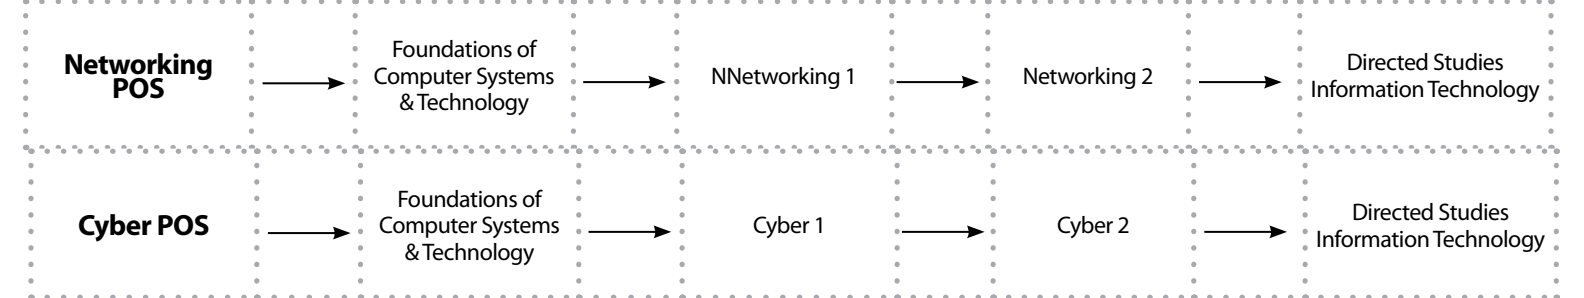 Networking
POS
Foundations of
Computer Systems
& Technology
NNetworking 1
Networking 2
Directed Studies
Information Technology
Cyber POS
Foundations of
Computer Systems
& Technology
Cyber 1
Cyber 2
Directed Studies
Information Technology